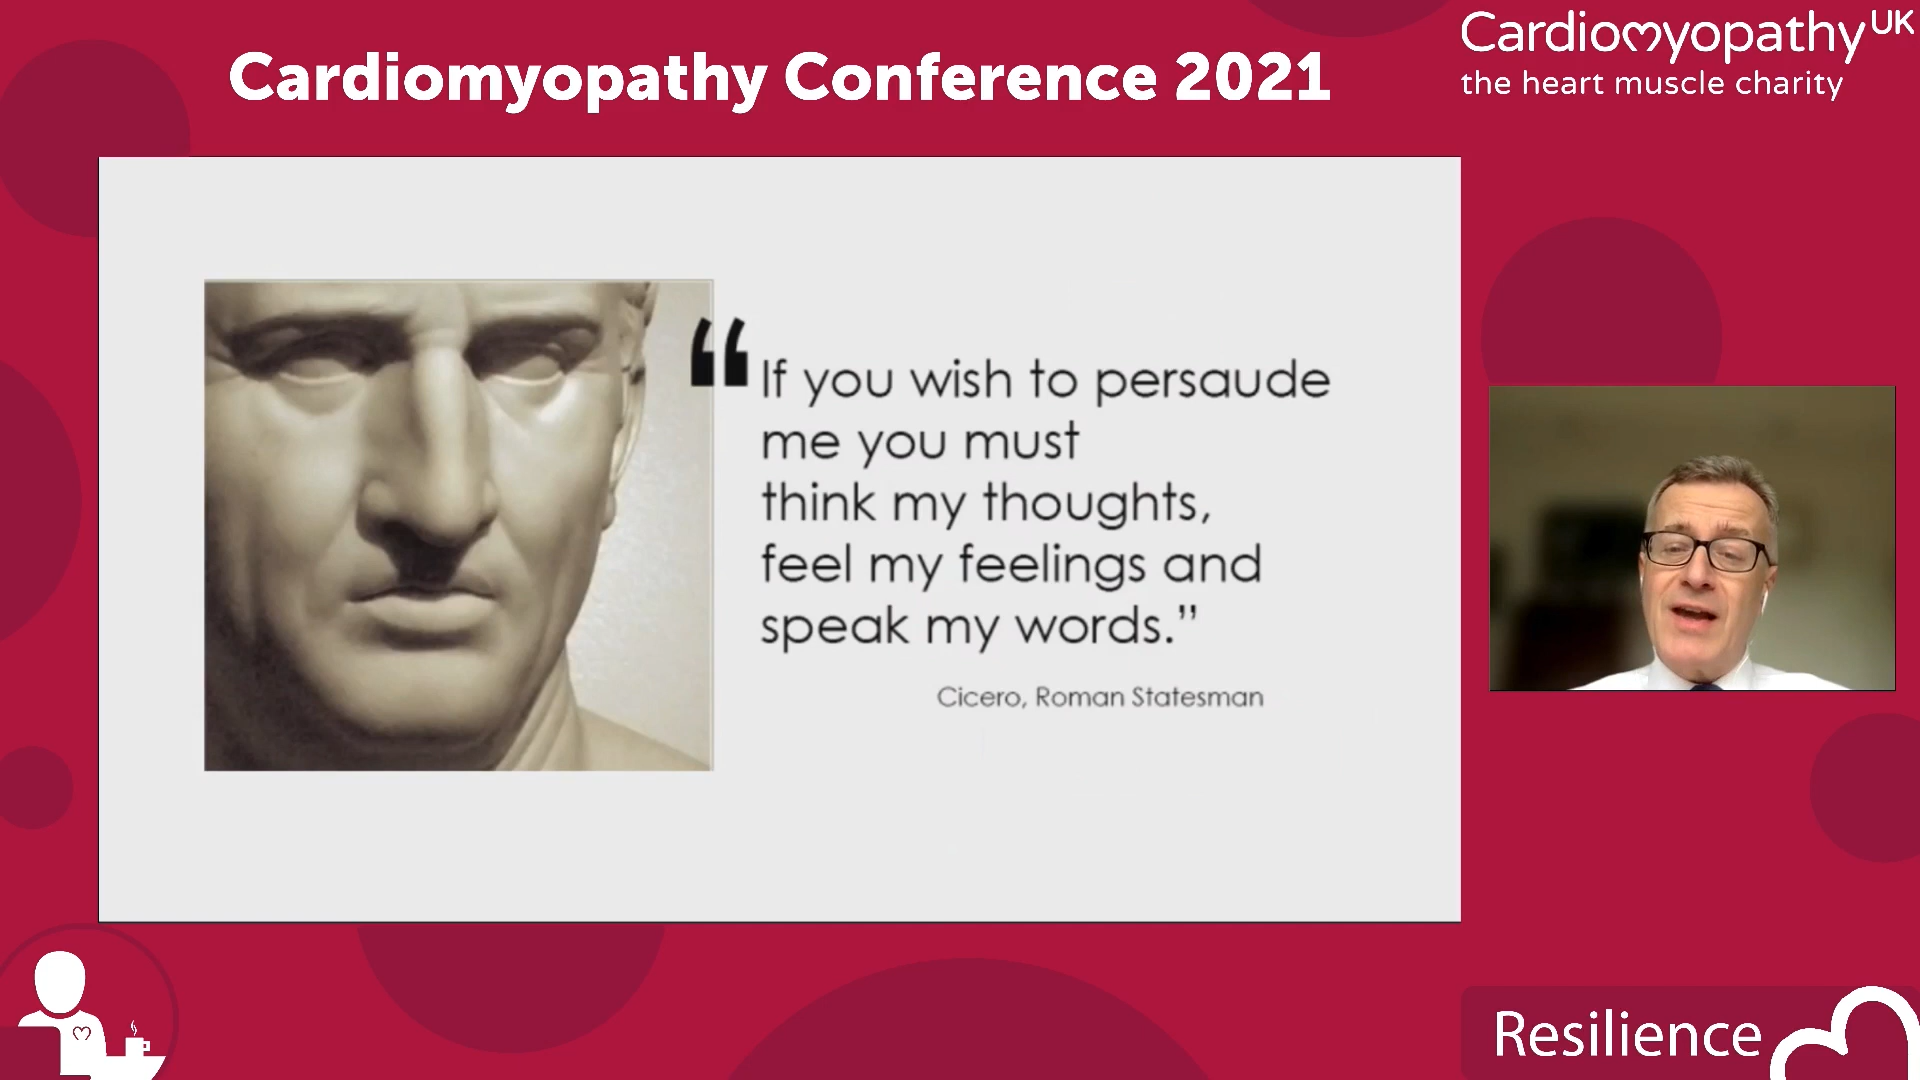 Cardiomyopathy Conference 2021
Cardiomyopathy UK
the heart muscle charity
“If you wish to persaude
me you must
think my thoughts,
feel my feelings and
speak my words.”
Cicero, Roman Statesman
Resilience